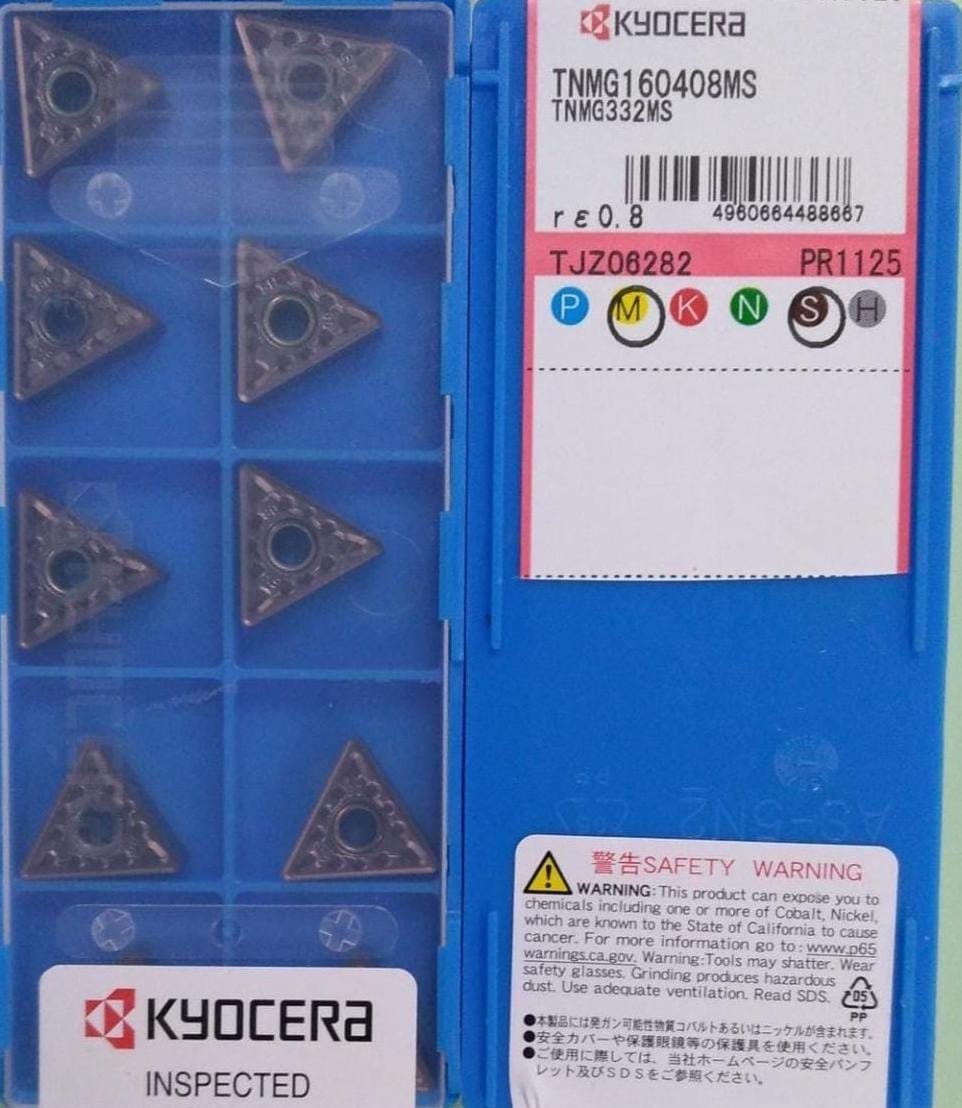 KYOCERA
TNMG160408MS
TNMG332MS
4960664488667
rε0.8
TJZ06282 PR1125
P M K N S H
警告SAFETY WARNING
WARNING:This product can expose you to
chemicals including one or more of Cobalt, Nickel,
which are known to the State of California to cause
cancer. For more information go to : www.p65
warnings.ca.gov. Warning:Tools may shatter. Wear
safety glasses. Grinding produces hazardous
dust. Use adequate ventilation. Read SDS.
05
PP
●本製品には発ガン可能性物質コバルトあるいはニッケルが含まれます。
●安全カバーや保護眼鏡等の保護具を使用ください。
●ご使用に際しては、当社ホームページの安全パンフ
レット及びSDSをご参照ください。
KYOCERA
INSPECTED